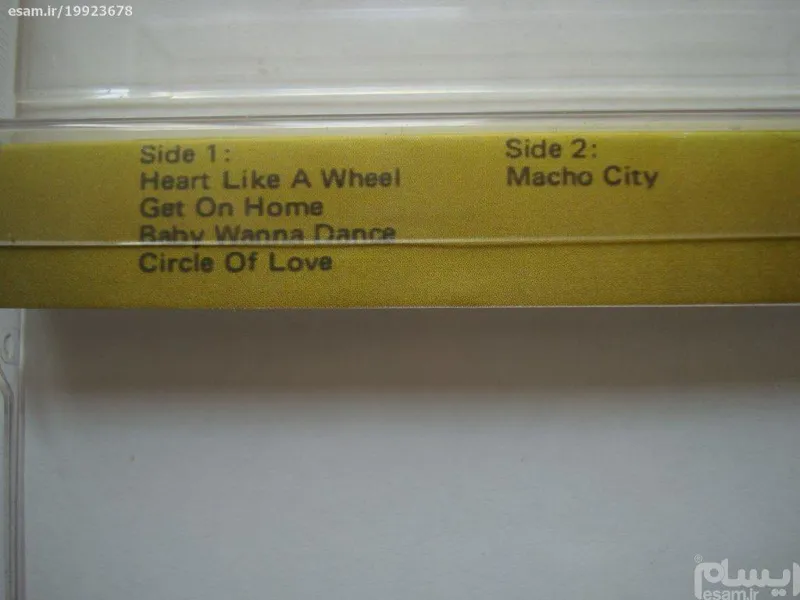 esam.ir/19923678
Side 1:
Heart Like A Wheel
Get On Home
Baby Wanna Dance
Circle Of Love
Side 2:
Macho City
ایسام
esam.ir